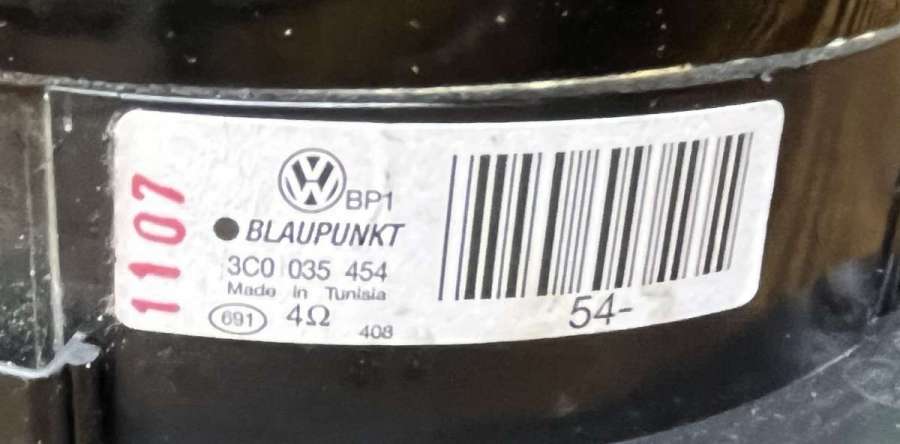 1107
VW
BP1
BLAUPUNKT
3C0 035 454
Made in Tunisia
691
4Ω
408
54-